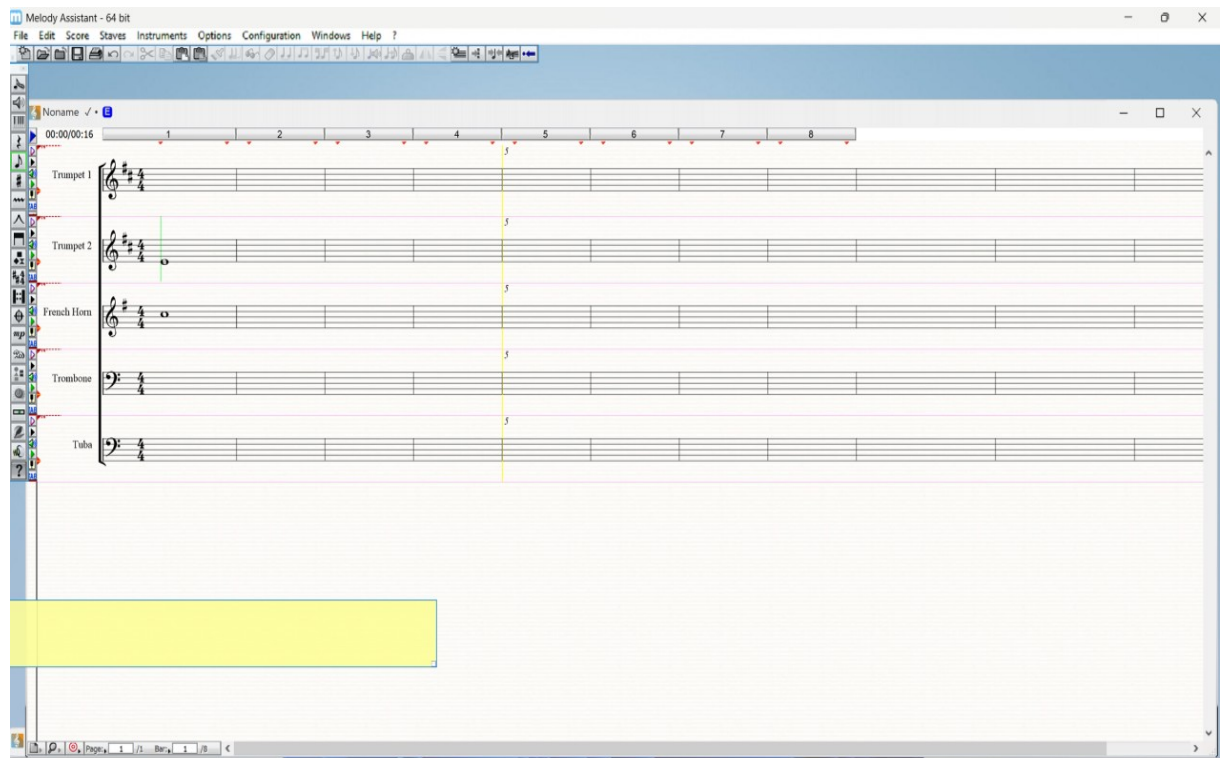 Melody Assistant - 64 bit
File Edit Score Staves Instruments Options Configuration Windows Help ?
Noname ✓ • E
00:00/00:16 1 2 3 4 5 6 7 8
5
Trumpet 1
5
Trumpet 2
5
French Horn
5
Trombone
5
Tuba
Page: 1 /1 Bar: 1 /8